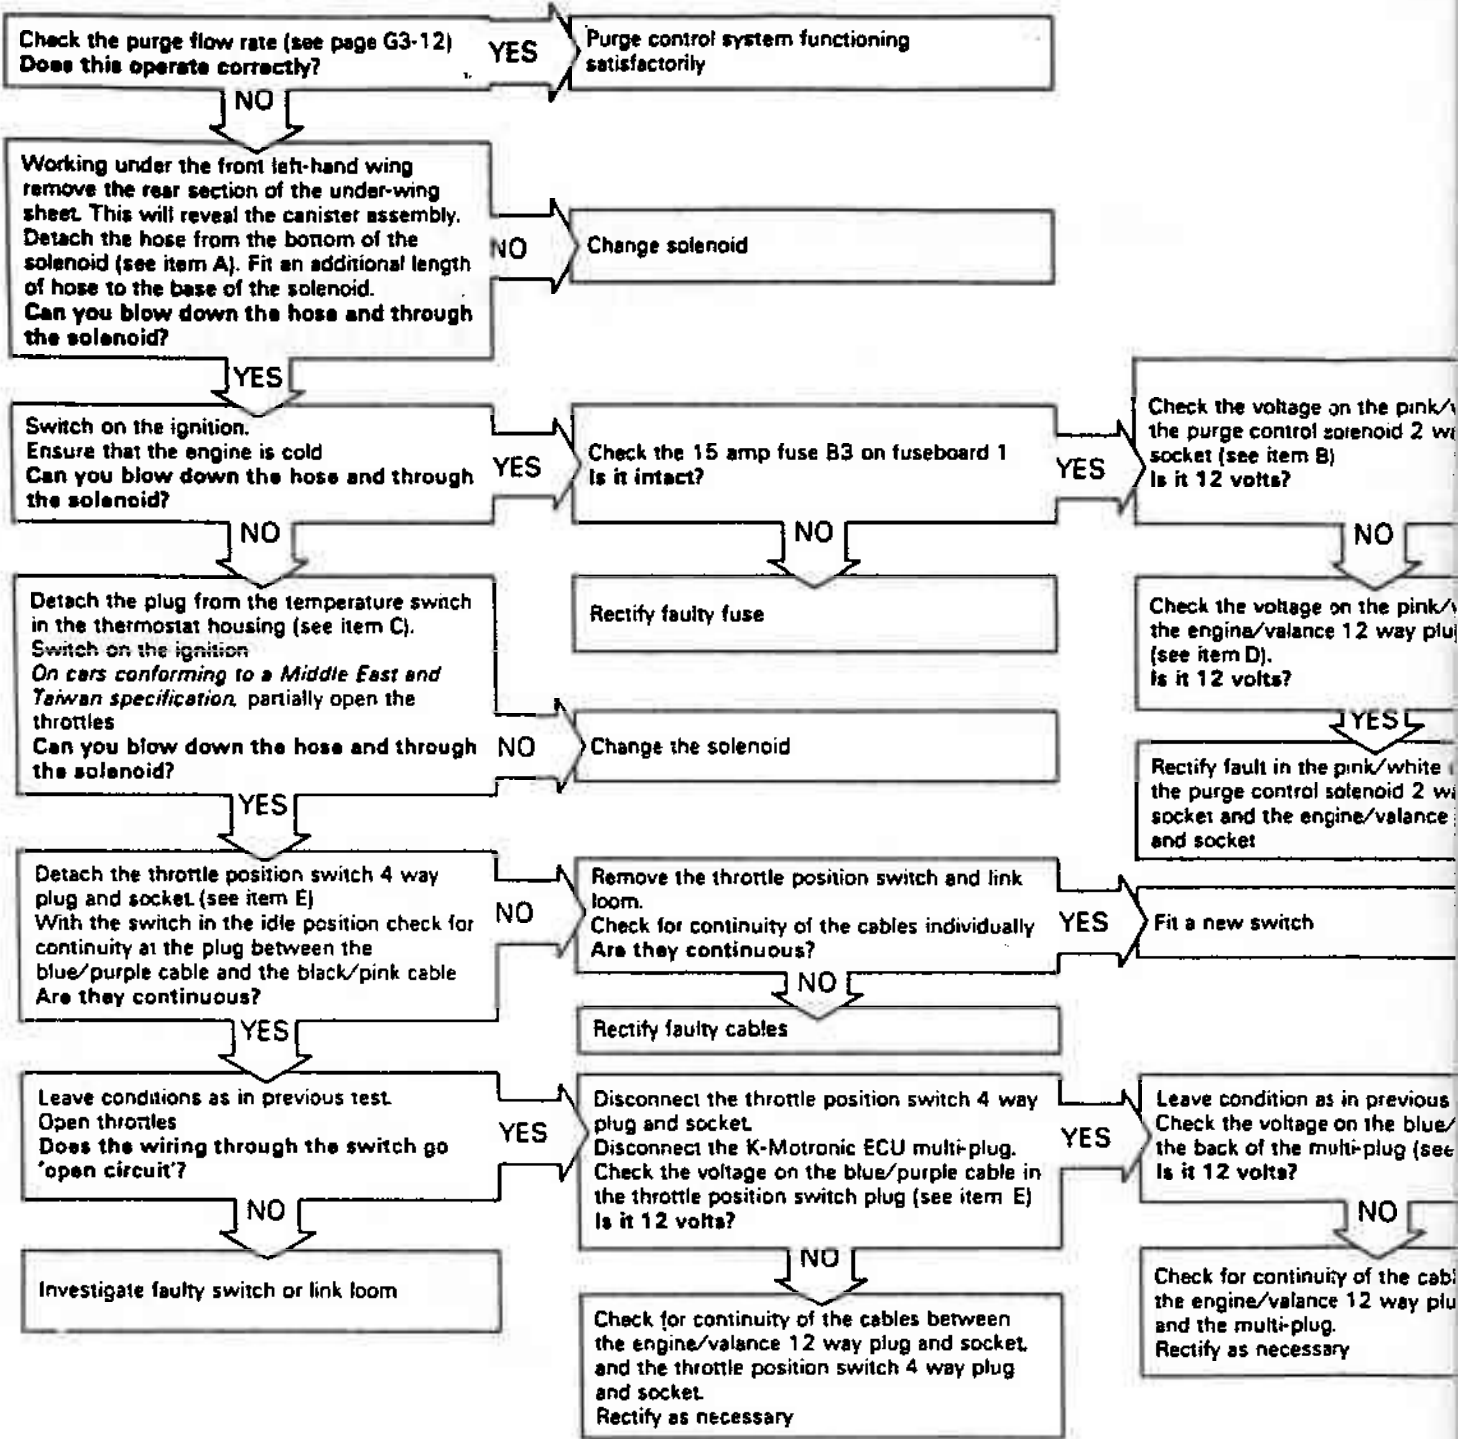 Check the purge flow rate (see page G3-12)
Does this operate correctly?
YES
Purge control system functioning
satisfactorily
NO
Working under the front left-hand wing
remove the rear section of the under-wing
sheet. This will reveal the canister assembly.
Detach the hose from the bottom of the
solenoid (see item A). Fit an additional length
of hose to the base of the solenoid.
Can you blow down the hose and through
the solenoid?
NO
Change solenoid
YES
Switch on the ignition.
Ensure that the engine is cold
Can you blow down the hose and through
the solenoid?
YES
Check the 15 amp fuse B3 on fuseboard 1
Is it intact?
YES
Check the voltage on the pink/
the purge control solenoid 2
socket (see item B)
Is it 12 volts?
NO
NO
NO
Detach the plug from the temperature switch
in the thermostat housing (see item C).
Switch on the ignition
On cars conforming to a Middle East and
Taiwan specification, partially open the
throttles
Can you blow down the hose and through
the solenoid?
Rectify faulty fuse
Check the voltage on the pink/
the engine/valance 12 way
(see item D).
Is it 12 volts?
NO
Change the solenoid
YES
Rectify fault in the pink/white
the purge control solenoid 2
socket and the engine/valance
and socket
YES
Detach the throttle position switch 4 way
plug and socket. (see item E)
With the switch in the idle position check for
continuity at the plug between the
blue/purple cable and the black/pink cable
Are they continuous?
NO
Remove the throttle position switch and link
loom.
Check for continuity of the cables individually
Are they continuous?
YES
Fit a new switch
NO
Rectify faulty cables
YES
Leave conditions as in previous test.
Open throttles
Does the wiring through the switch go
'open circuit'?
YES
Disconnect the throttle position switch 4 way
plug and socket.
Disconnect the K-Motronic ECU multi-plug.
Check the voltage on the blue/purple cable in
the throttle position switch plug (see item E)
Is it 12 volts?
YES
Leave condition as in previous
Check the voltage on the blue/
the back of the multi-plug (see
Is it 12 volts?
NO
Investigate faulty switch or link loom
NO
Check for continuity of the cables between
the engine/valance 12 way plug and socket,
and the throttle position switch 4 way plug
and socket.
Rectify as necessary
NO
Check for continuity of the
the engine/valance 12 way
and the multi-plug.
Rectify as necessary